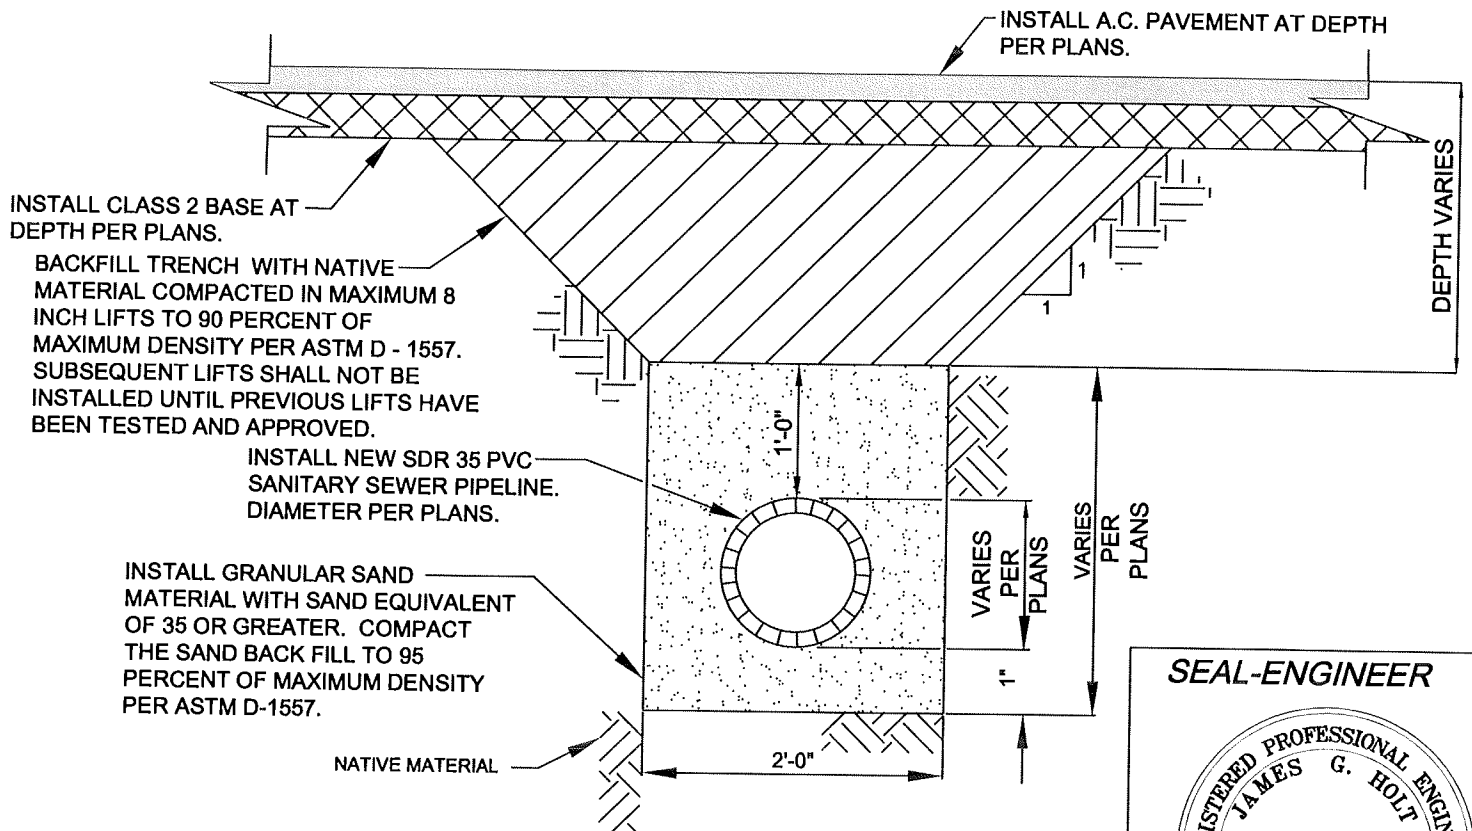 INSTALL A.C. PAVEMENT AT DEPTH
PER PLANS.
DEPTH VARIES
INSTALL CLASS 2 BASE AT
DEPTH PER PLANS.
BACKFILL TRENCH WITH NATIVE
MATERIAL COMPACTED IN MAXIMUM 8
INCH LIFTS TO 90 PERCENT OF
MAXIMUM DENSITY PER ASTM D - 1557.
SUBSEQUENT LIFTS SHALL NOT BE
INSTALLED UNTIL PREVIOUS LIFTS HAVE
BEEN TESTED AND APPROVED.
1
1
1'-0"
INSTALL NEW SDR 35 PVC
SANITARY SEWER PIPELINE.
DIAMETER PER PLANS.
VARIES
PER
PLANS
VARIES
PER
PLANS
INSTALL GRANULAR SAND
MATERIAL WITH SAND EQUIVALENT
OF 35 OR GREATER. COMPACT
THE SAND BACK FILL TO 95
PERCENT OF MAXIMUM DENSITY
PER ASTM D-1557.
1"
NATIVE MATERIAL
2'-0"
SEAL-ENGINEER
ISTERED PROFESSIONAL ENGIN
JAMES G. HOLT